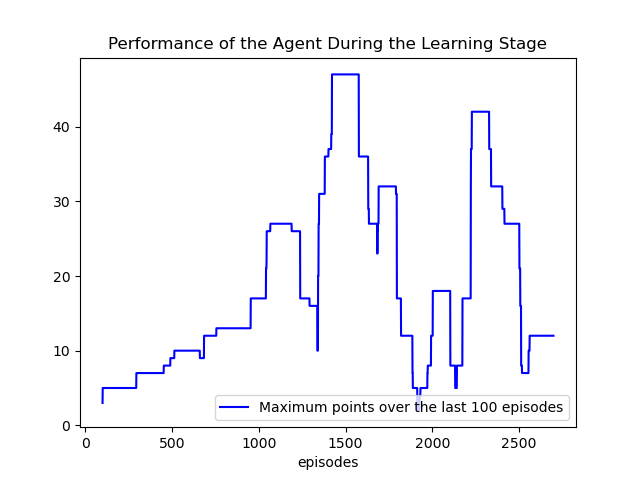 Performance of the Agent During the Learning Stage
40
30
20
10
0
Maximum points over the last 100 episodes
0 500 1000 1500 2000 2500
episodes